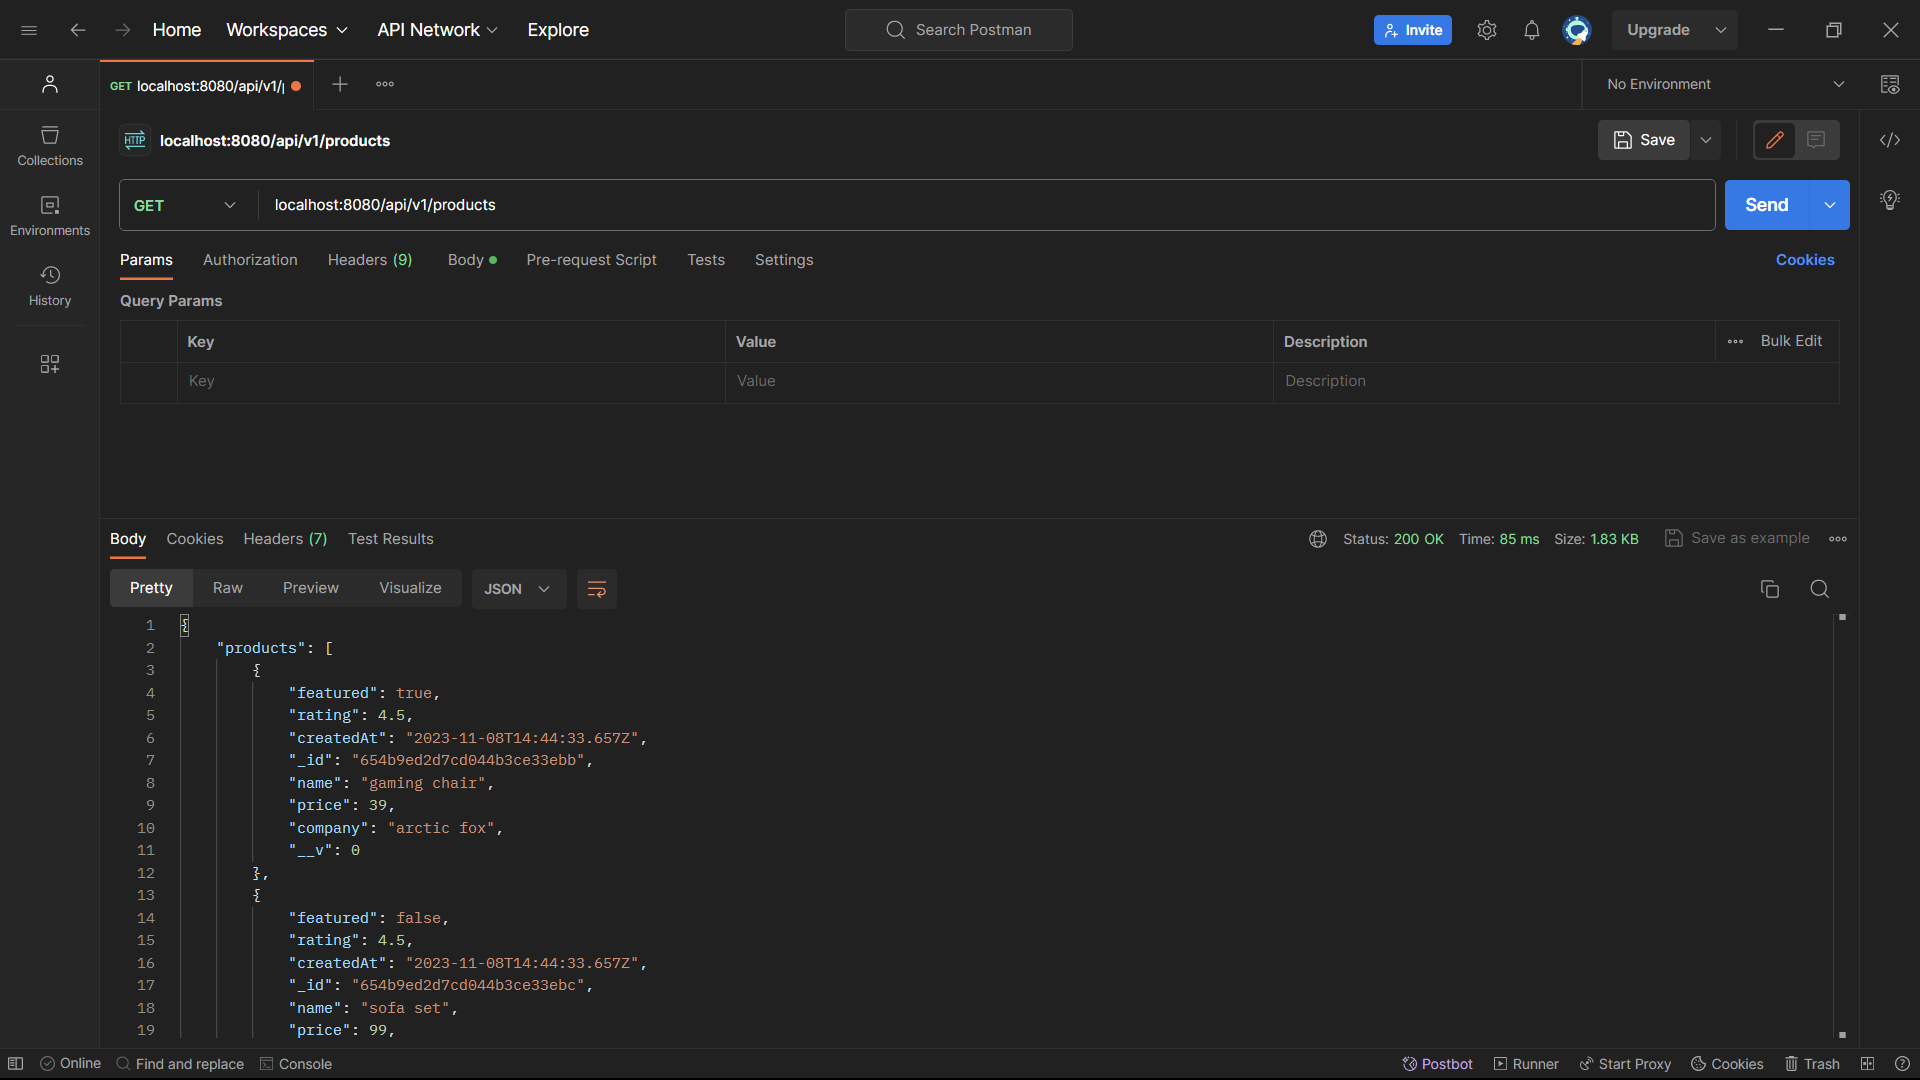 Home Workspaces API Network Explore Search Postman Invite Upgrade
GET localhost:8080/api/v1/p No Environment
HTTP localhost:8080/api/v1/products Save
Collections
Environments
History
GET localhost:8080/api/v1/products Send
Params Authorization Headers (9) Body Pre-request Script Tests Settings Cookies
Query Params
Key Value Description Bulk Edit
Key Value Description
Body Cookies Headers (7) Test Results Status: 200 OK Time: 85 ms Size: 1.83 KB Save as example
Pretty Raw Preview Visualize JSON
1 {
2 "products": [
3 {
4 "featured": true,
5 "rating": 4.5,
6 "createdAt": "2023-11-08T14:44:33.657Z",
7 "_id": "654b9ed2d7cd044b3ce33ebb",
8 "name": "gaming chair",
9 "price": 39,
10 "company": "arctic fox",
11 "__v": 0
12 },
13 {
14 "featured": false,
15 "rating": 4.5,
16 "createdAt": "2023-11-08T14:44:33.657Z",
17 "_id": "654b9ed2d7cd044b3ce33ebc",
18 "name": "sofa set",
19 "price": 99,
Online Find and replace Console Postbot Runner Start Proxy Cookies Trash